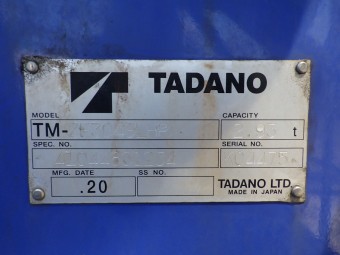 TADANO
MODEL CAPACITY
TM- t
SPEC. NO. SERIAL NO.
MFG. DATE SS NO.
.20
TADANO LTD.
MADE IN JAPAN